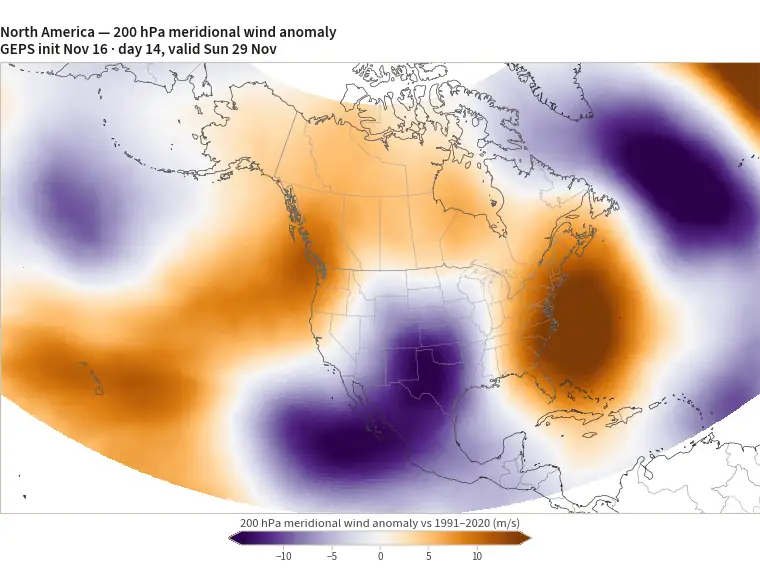 North America — 200 hPa meridional wind anomaly
GEPS init Nov 16 · day 14, valid Sun 29 Nov
200 hPa meridional wind anomaly vs 1991–2020 (m/s)
−10 −5 0 5 10